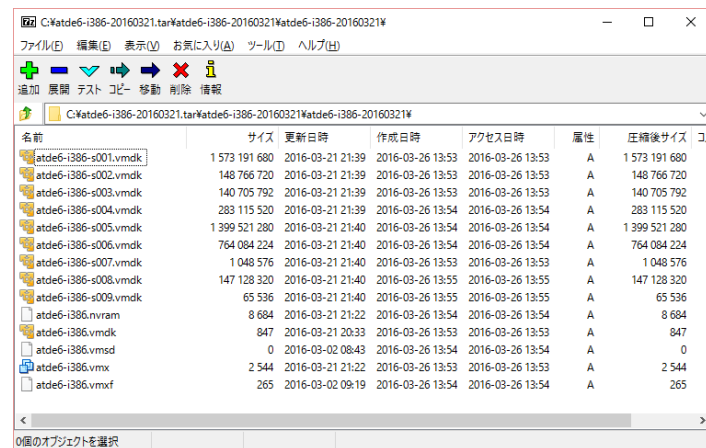 C:¥atde6-i386-20160321.tar¥atde6-i386-20160321¥atde6-i386-20160321¥
ファイル(F) 編集(E) 表示(V) お気に入り(A) ツール(T) ヘルプ(H)
追加 展開 テスト コピー 移動 削除 情報
C:¥atde6-i386-20160321.tar¥atde6-i386-20160321¥atde6-i386-20160321¥
名前 サイズ 更新日時 作成日時 アクセス日時 属性 圧縮後サイズ
atde6-i386-s001.vmdk 1 573 191 680 2016-03-21 21:39 2016-03-26 13:53 2016-03-26 13:53 A 1 573 191 680
atde6-i386-s002.vmdk 148 766 720 2016-03-21 21:39 2016-03-26 13:53 2016-03-26 13:53 A 148 766 720
atde6-i386-s003.vmdk 140 705 792 2016-03-21 21:39 2016-03-26 13:53 2016-03-26 13:53 A 140 705 792
atde6-i386-s004.vmdk 283 115 520 2016-03-21 21:39 2016-03-26 13:54 2016-03-26 13:54 A 283 115 520
atde6-i386-s005.vmdk 1 399 521 280 2016-03-21 21:40 2016-03-26 13:54 2016-03-26 13:54 A 1 399 521 280
atde6-i386-s006.vmdk 764 084 224 2016-03-21 21:40 2016-03-26 13:54 2016-03-26 13:54 A 764 084 224
atde6-i386-s007.vmdk 1 048 576 2016-03-21 21:40 2016-03-26 13:53 2016-03-26 13:53 A 1 048 576
atde6-i386-s008.vmdk 147 128 320 2016-03-21 21:40 2016-03-26 13:55 2016-03-26 13:55 A 147 128 320
atde6-i386-s009.vmdk 65 536 2016-03-21 21:40 2016-03-26 13:55 2016-03-26 13:55 A 65 536
atde6-i386.nvram 8 684 2016-03-21 21:22 2016-03-26 13:54 2016-03-26 13:54 A 8 684
atde6-i386.vmdk 847 2016-03-21 20:33 2016-03-26 13:53 2016-03-26 13:53 A 847
atde6-i386.vmsd 0 2016-03-02 08:43 2016-03-26 13:54 2016-03-26 13:54 A 0
atde6-i386.vmx 2 544 2016-03-21 21:22 2016-03-26 13:53 2016-03-26 13:53 A 2 544
atde6-i386.vmxf 265 2016-03-02 09:19 2016-03-26 13:54 2016-03-26 13:54 A 265
0個のオブジェクトを選択